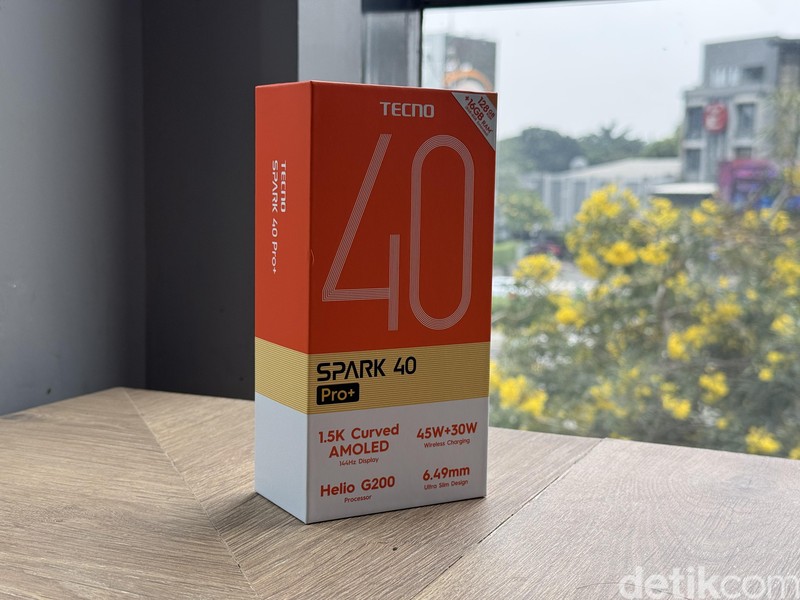 TECNO
128GB
+16GB RAM
40
TECNO
SPARK 40 Pro+
SPARK 40
Pro+
1.5K Curved
AMOLED
144Hz Display
45W+30W
Wireless Charging
Helio G200
Processor
6.49mm
Ultra Slim Design
detikcom